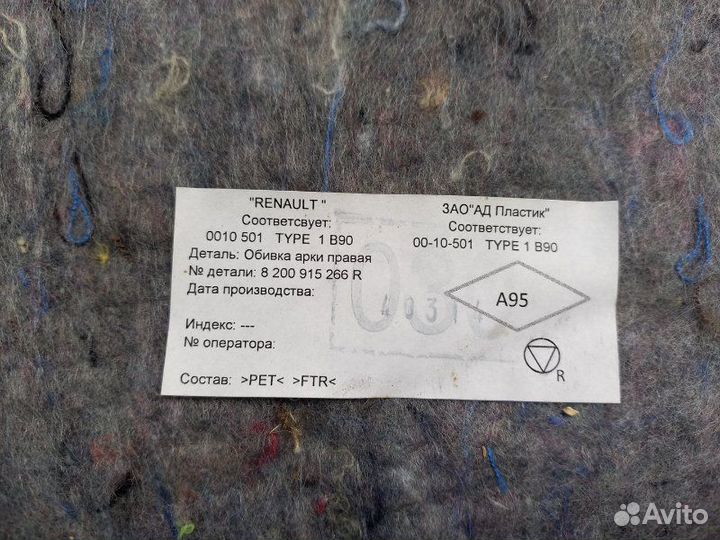 "RENAULT "
Соответсвует:
0010 501 TYPE 1 B90
Деталь: Обивка арки правая
№ детали: 8 200 915 266 R
Дата производства:
Индекс: ---
№ оператора:
Состав: >PET< >FTR<
ЗАО"АД Пластик"
Соответствует:
00-10-501 TYPE 1 B90
A95
R
Avito